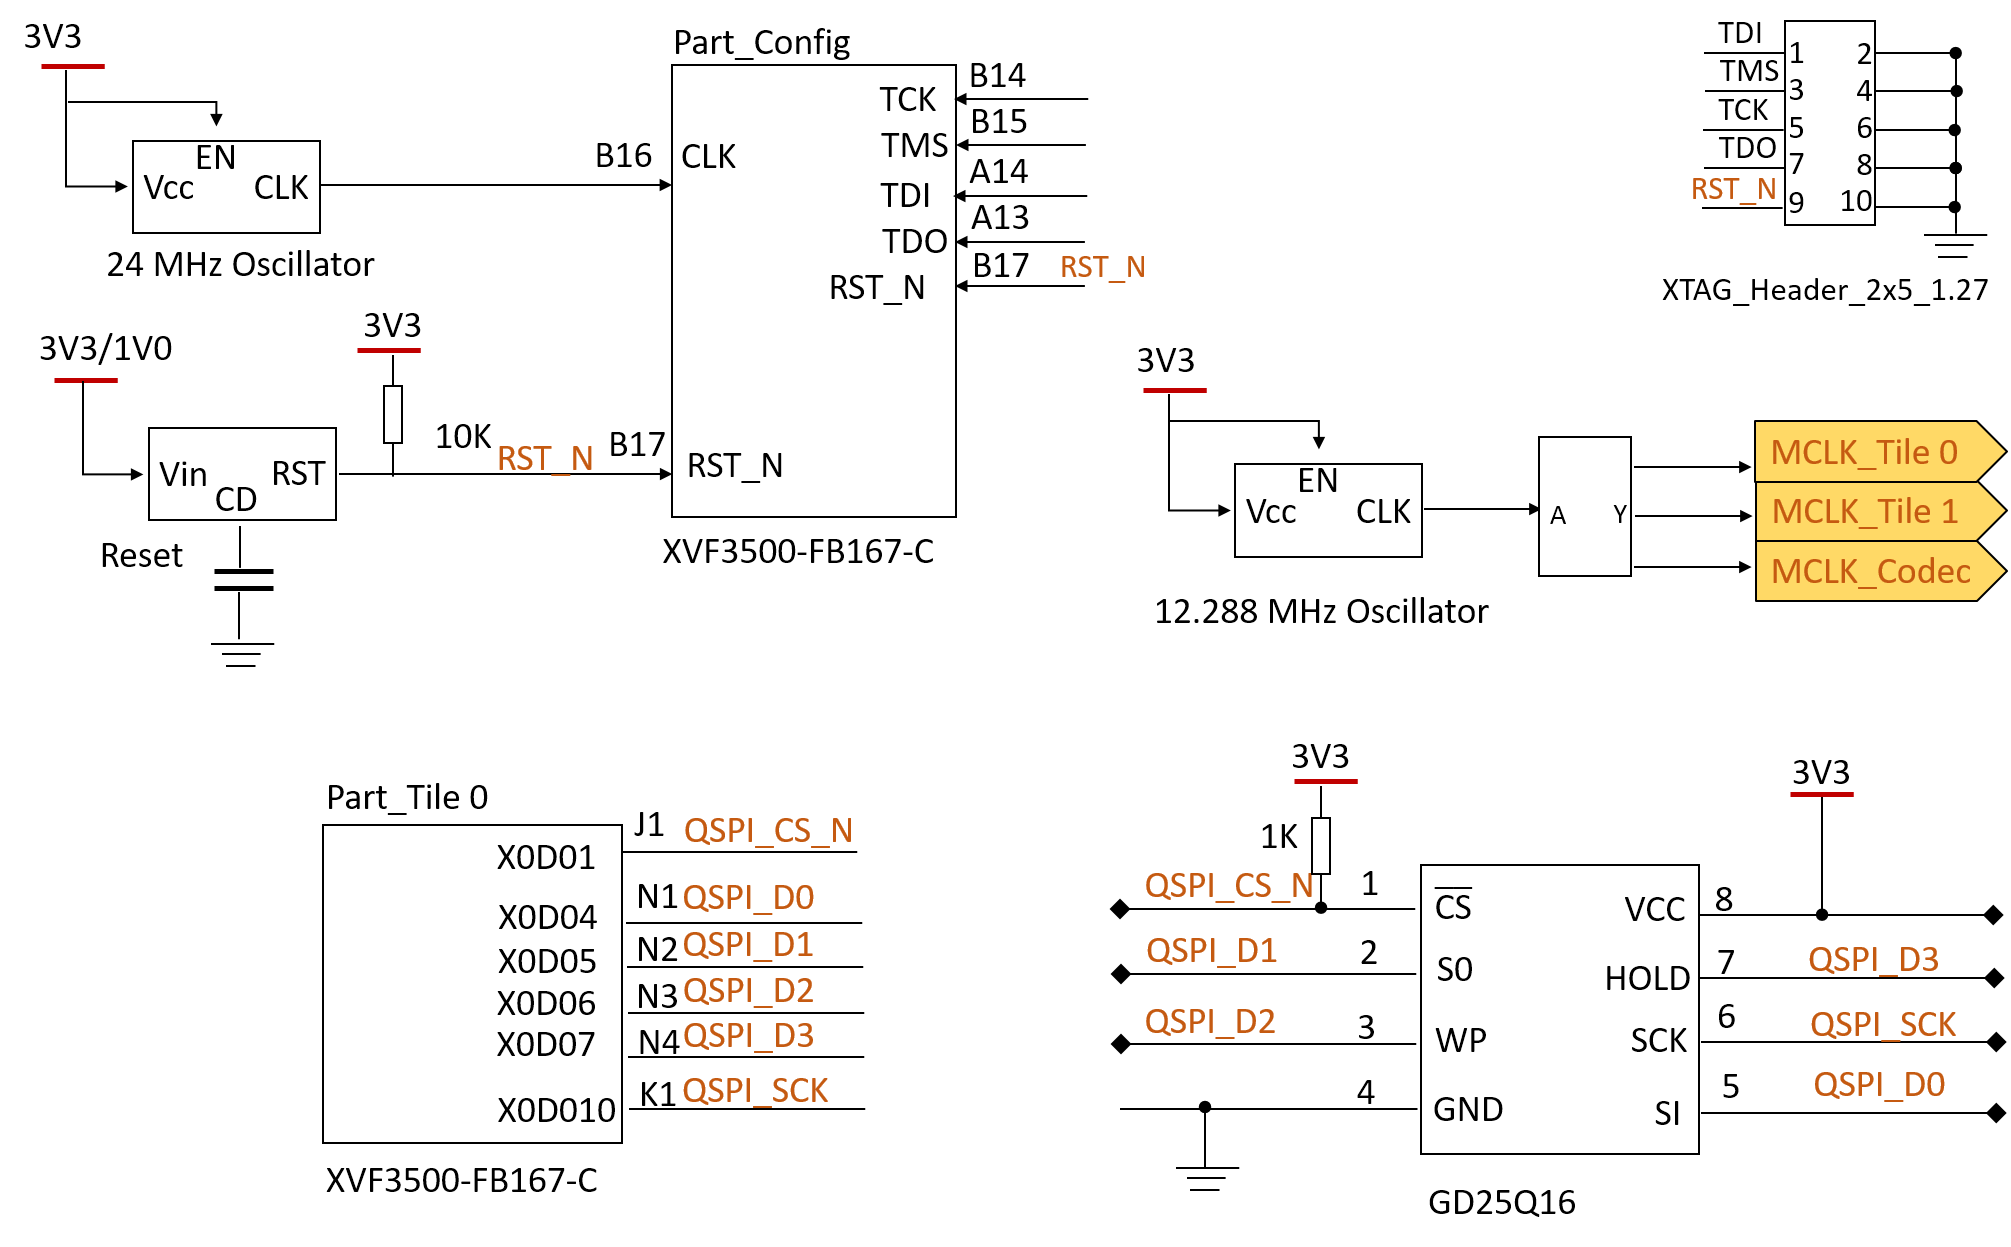 3V3
EN
Vcc
CLK
24 MHz Oscillator
3V3/1V0
3V3
10K
RST_N
Vin
RST
CD
Reset
Part_Config
B16
CLK
B17
RST_N
TCK
B14
TMS
B15
TDI
A14
TDO
A13
RST_N
B17
RST_N
XVF3500-FB167-C
TDI
1
2
TMS
3
4
TCK
5
6
TDO
7
8
RST_N
9
10
XTAG_Header_2x5_1.27
3V3
EN
Vcc
CLK
12.288 MHz Oscillator
A
Y
MCLK_Tile 0
MCLK_Tile 1
MCLK_Codec
Part_Tile 0
X0D01
J1
QSPI_CS_N
X0D04
N1
QSPI_D0
X0D05
N2
QSPI_D1
X0D06
N3
QSPI_D2
X0D07
N4
QSPI_D3
X0D010
K1
QSPI_SCK
XVF3500-FB167-C
3V3
1K
3V3
QSPI_CS_N
1
CS
VCC
8
QSPI_D1
2
S0
HOLD
7
QSPI_D3
QSPI_D2
3
WP
SCK
6
QSPI_SCK
4
GND
SI
5
QSPI_D0
GD25Q16